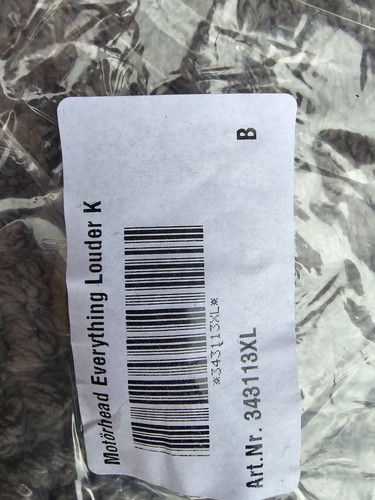 Motörhead Everything Louder K
*343113XL*
Art.Nr. 343113XL B